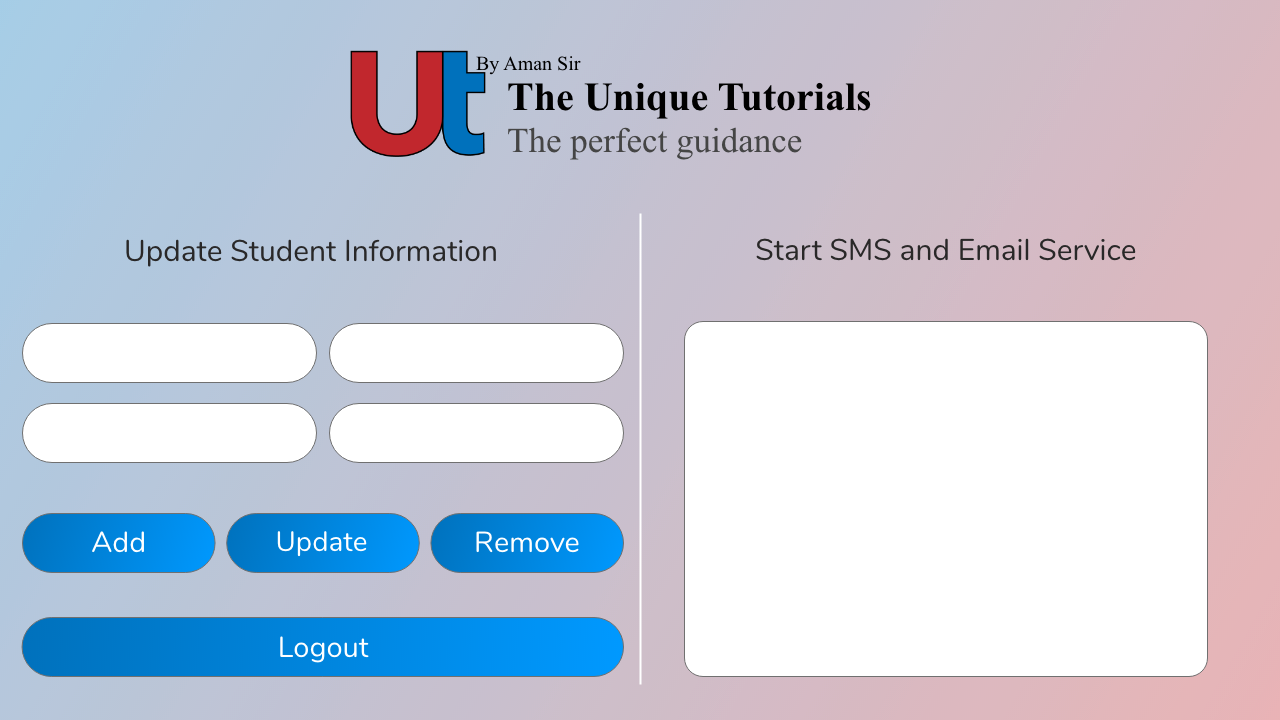 Ut
By Aman Sir
The Unique Tutorials
The perfect guidance
Update Student Information
Start SMS and Email Service
Add
Update
Remove
Logout